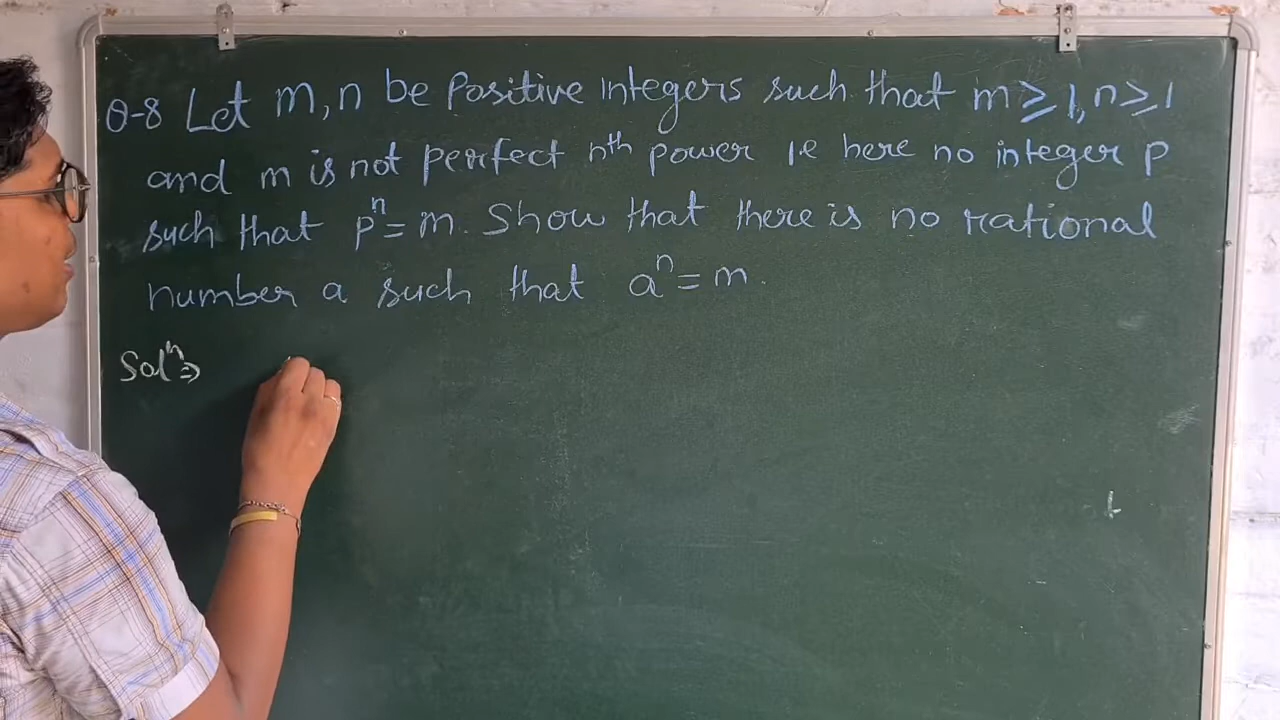 Q-8 Let m, n be Positive integers such that m ≥ 1, n ≥ 1
and m is not perfect nᵗʰ power i.e here no integer p
such that pⁿ = m. Show that there is no rational
number a such that aⁿ = m.
Solⁿ ⇒